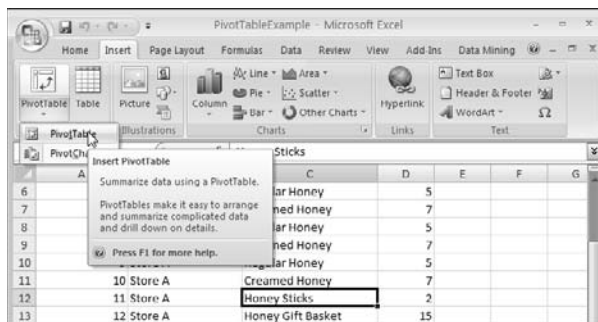 PivotTableExample - Microsoft Excel
Home Insert Page Layout Formulas Data Review View Add-Ins Data Mining
PivotTable Table Picture Column Line Area Pie Scatter Bar Other Charts Hyperlink Text Box Header & Footer WordArt Ω
Illustrations Charts Links Text
PivotTable
Sticks
Insert PivotTable
A C D E F G
Summarize data using a PivotTable.
PivotTables make it easy to arrange
and summarize complicated data
and drill down on details.
Press F1 for more help.
6 lar Honey 5
7 med Honey 7
8 lar Honey 5
9 med Honey 7
10 Honey 5
11 10 Store A Creamed Honey 7
12 11 Store A Honey Sticks 2
13 12 Store A Honey Gift Basket 15